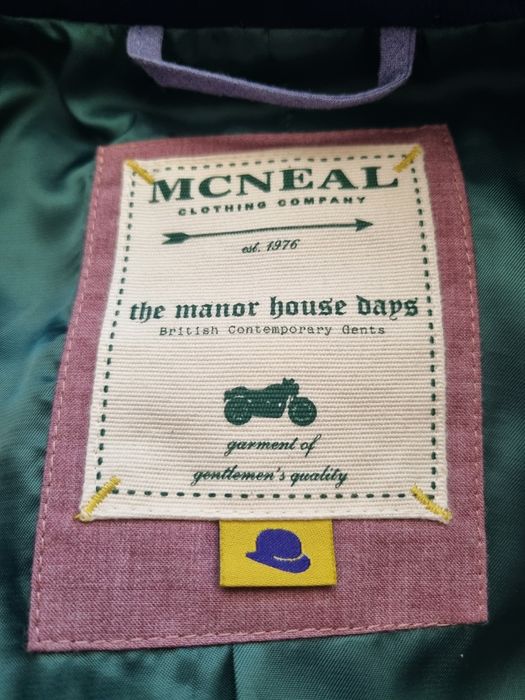 MCNEAL
CLOTHING COMPANY
est. 1976
the manor house days
British Contemporary Gents
garment of
gentlemen's quality